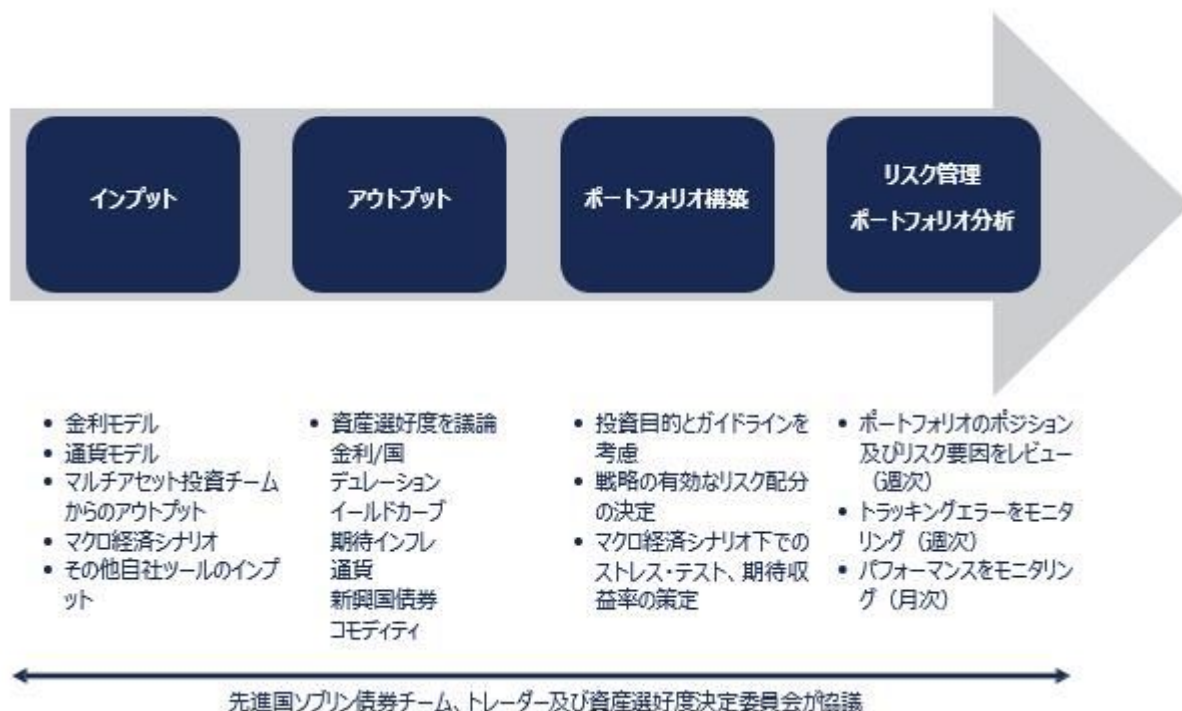 インプット
アウトプット
ポートフォリオ構築
リスク管理
ポートフォリオ分析
• 金利モデル
• 通貨モデル
• マルチアセット投資チーム
からのアウトプット
• マクロ経済シナリオ
• その他自社ツールのインプ
ット
• 資産選好度を議論
金利/国
デュレーション
イールドカーブ
期待インフレ
通貨
新興国債券
コモディティ
• 投資目的とガイドラインを
考慮
• 戦略の有効なリスク配分
の決定
• マクロ経済シナリオ下での
ストレス・テスト、期待収
益率の策定
• ポートフォリオのポジション
及びリスク要因をレビュー
（週次）
• トラッキングエラーをモニタ
リング（週次）
• パフォーマンスをモニタリン
グ（月次）
先進国ソブリン債券チーム、トレーダー及び資産選好度決定委員会が協議